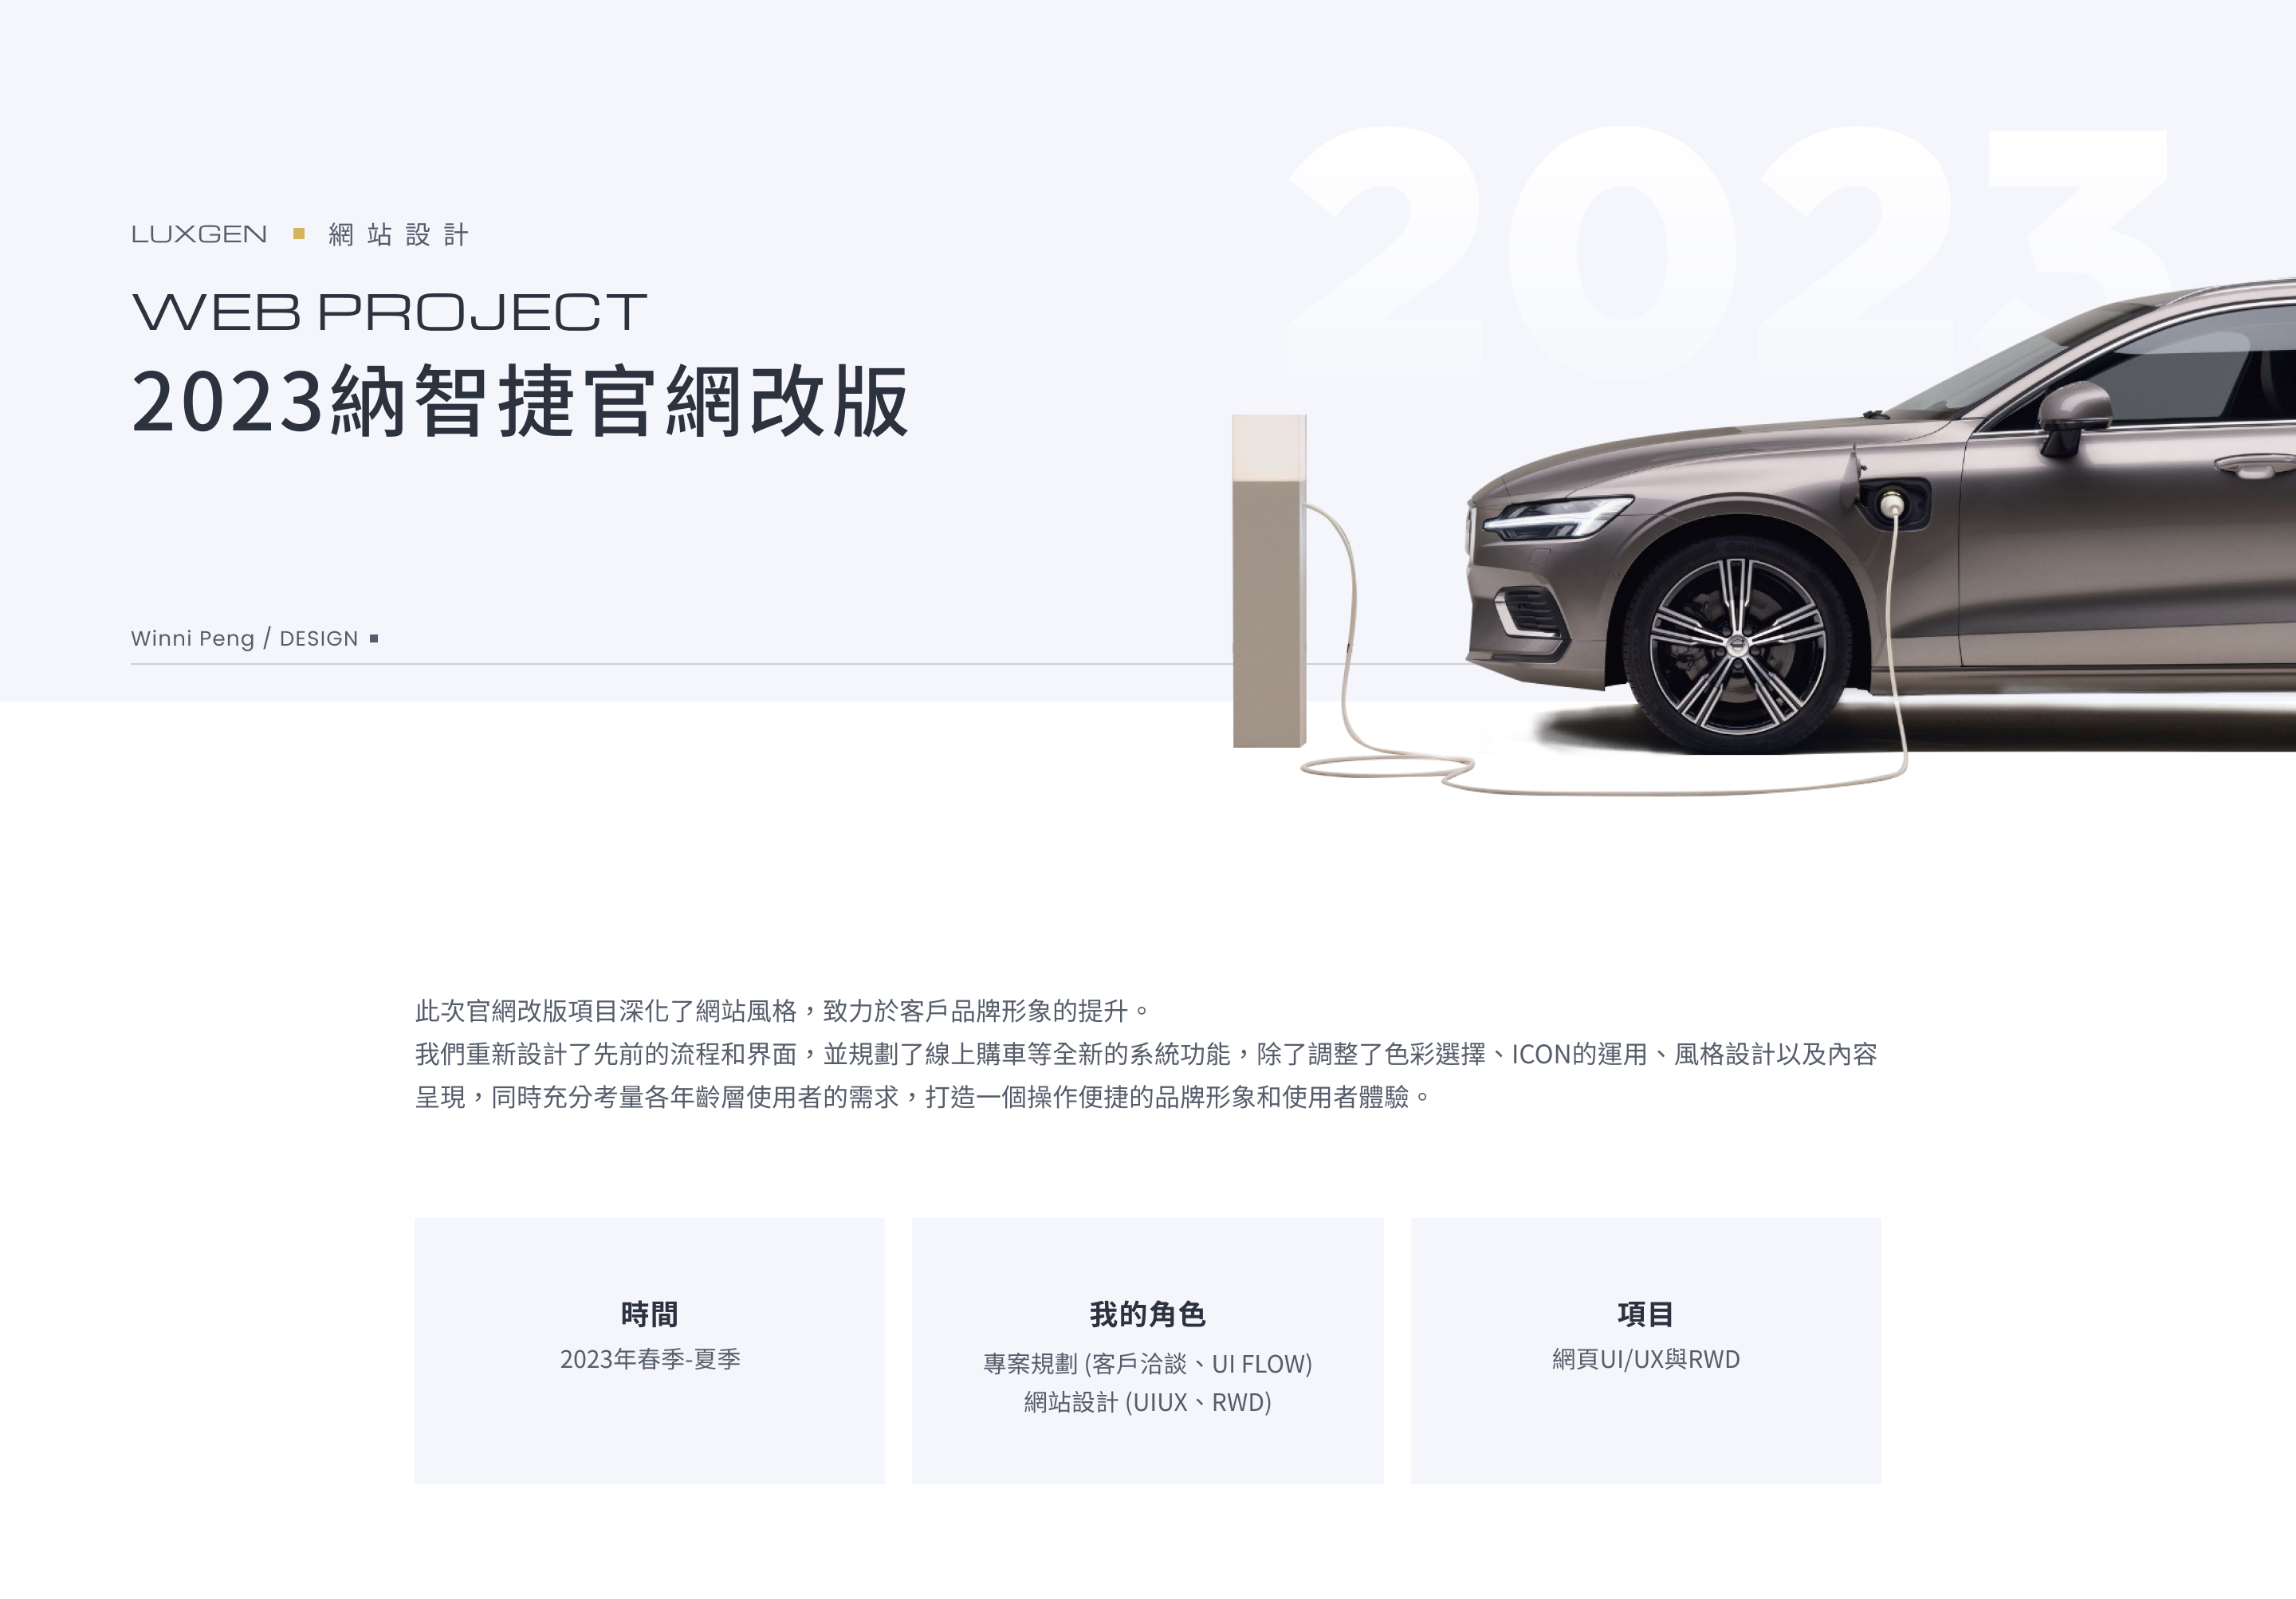 2023
LUXGEN ■ 網站設計
WEB PROJECT
2023納智捷官網改版
Winni Peng / DESIGN ■
此次官網改版項目深化了網站風格，致力於客戶品牌形象的提升。
我們重新設計了先前的流程和界面，並規劃了線上購車等全新的系統功能，除了調整了色彩選擇、ICON的運用、風格設計以及內容
呈現，同時充分考量各年齡層使用者的需求，打造一個操作便捷的品牌形象和使用者體驗。
時間
2023年春季-夏季
我的角色
專案規劃 (客戶洽談、UI FLOW)
網站設計 (UIUX、RWD)
項目
網頁UI/UX與RWD